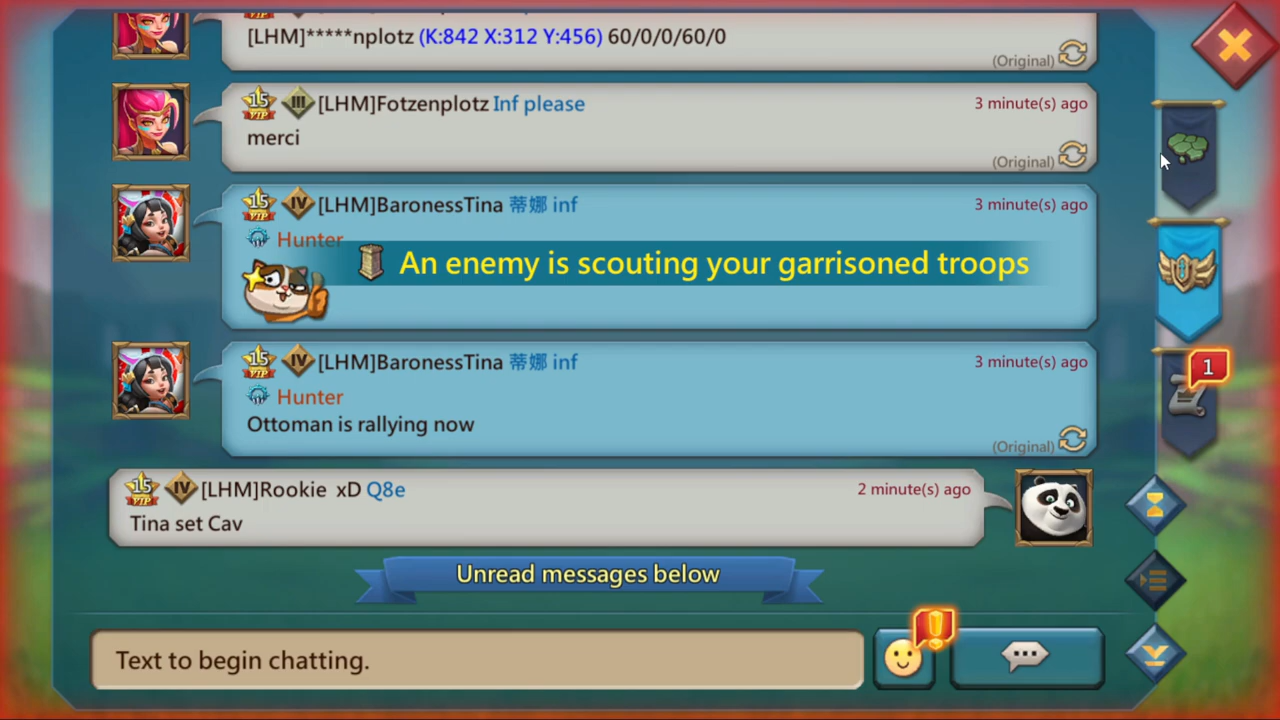 [LHM]*****nplotz (K:842 X:312 Y:456) 60/0/0/60/0
(Original)
15 VIP III [LHM]Fotzenplotz Inf please 3 minute(s) ago
merci
(Original)
15 VIP IV [LHM]BaronessTina 蒂娜 inf 3 minute(s) ago
Hunter
An enemy is scouting your garrisoned troops
15 VIP IV [LHM]BaronessTina 蒂娜 inf 3 minute(s) ago
Hunter
Ottoman is rallying now
(Original)
1
15 VIP IV [LHM]Rookie xD Q8e 2 minute(s) ago
Tina set Cav
Unread messages below
Text to begin chatting.